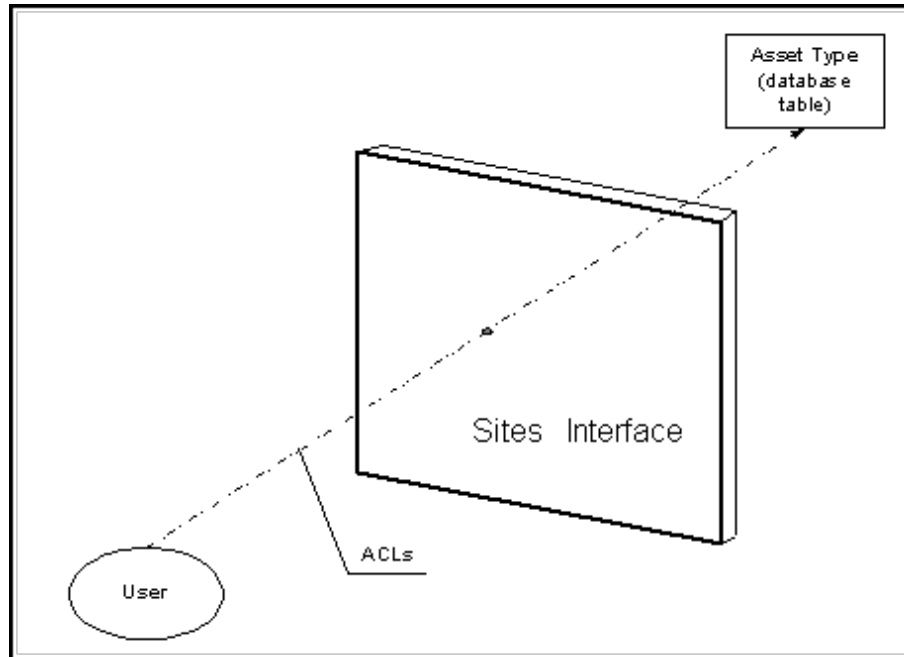 Asset Type
(database
table)
Sites Interface
ACLs
User